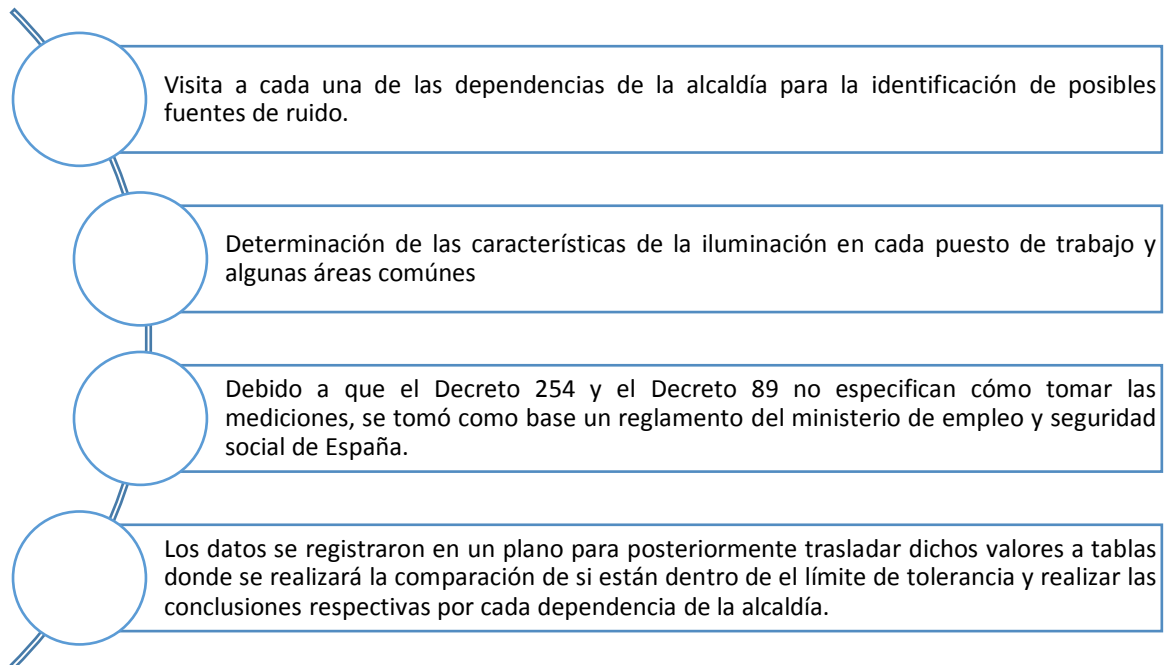 Visita a cada una de las dependencias de la alcaldía para la identificación de posibles
fuentes de ruido.
Determinación de las características de la iluminación en cada puesto de trabajo y
algunas áreas comúnes
Debido a que el Decreto 254 y el Decreto 89 no especifican cómo tomar las
mediciones, se tomó como base un reglamento del ministerio de empleo y seguridad
social de España.
Los datos se registraron en un plano para posteriormente trasladar dichos valores a tablas
donde se realizará la comparación de si están dentro de el límite de tolerancia y realizar las
conclusiones respectivas por cada dependencia de la alcaldía.